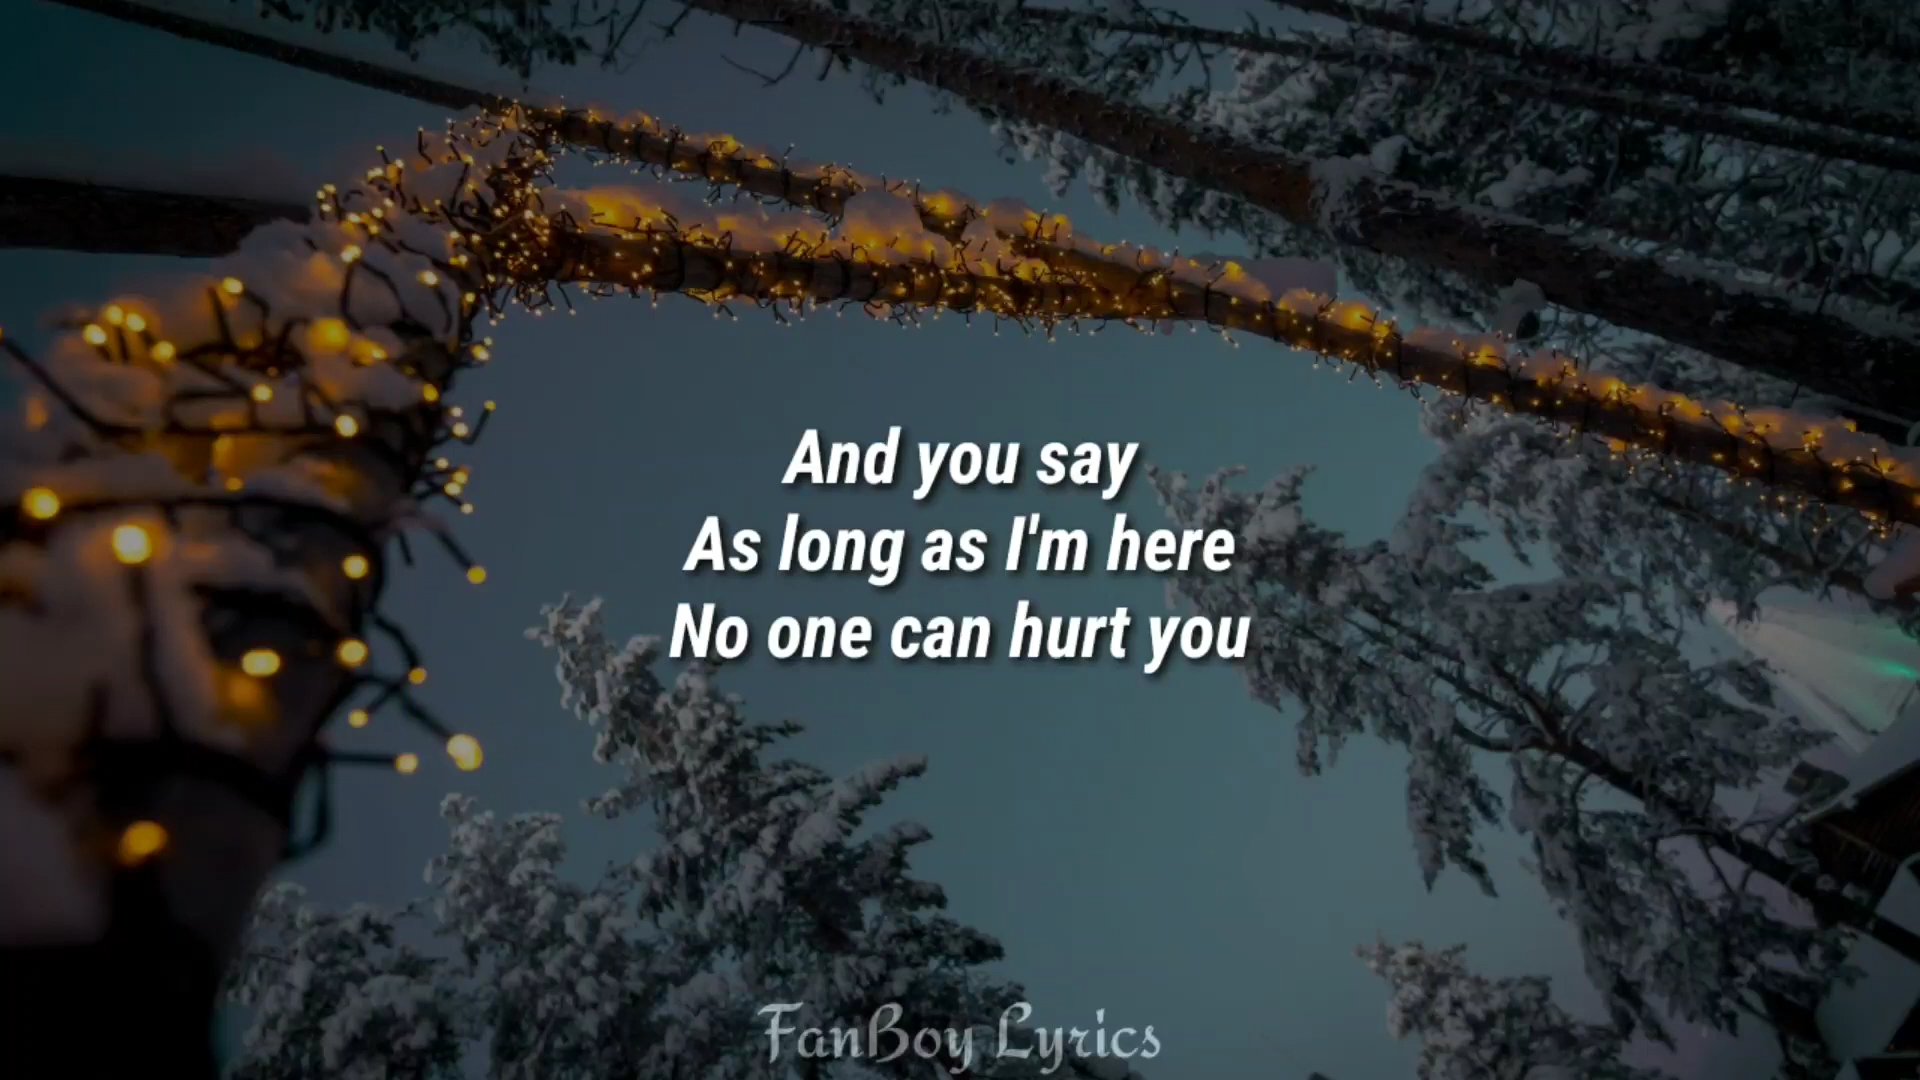 And you say
As long as I'm here
No one can hurt you
FanBoy Lyrics